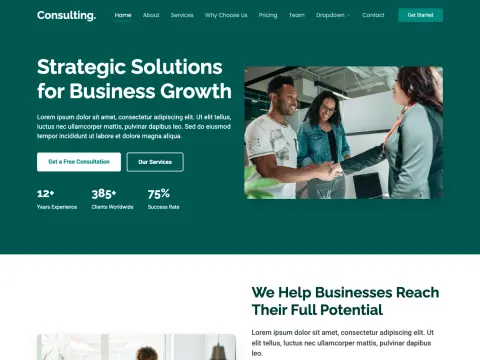 Consulting.
Home About Services Why Choose Us Pricing Team Dropdown Contact Get Started
Strategic Solutions
for Business Growth
Lorem ipsum dolor sit amet, consectetur adipiscing elit. Ut elit tellus,
luctus nec ullamcorper mattis, pulvinar dapibus leo. Sed do eiusmod
tempor incididunt ut labore et dolore magna aliqua.
Get a Free Consultation Our Services
12+ 385+ 75%
Years Experience Clients Worldwide Success Rate
We Help Businesses Reach
Their Full Potential
Lorem ipsum dolor sit amet, consectetur adipiscing
elit. Ut elit tellus, luctus nec ullamcorper mattis, pulvinar dapibus
leo.